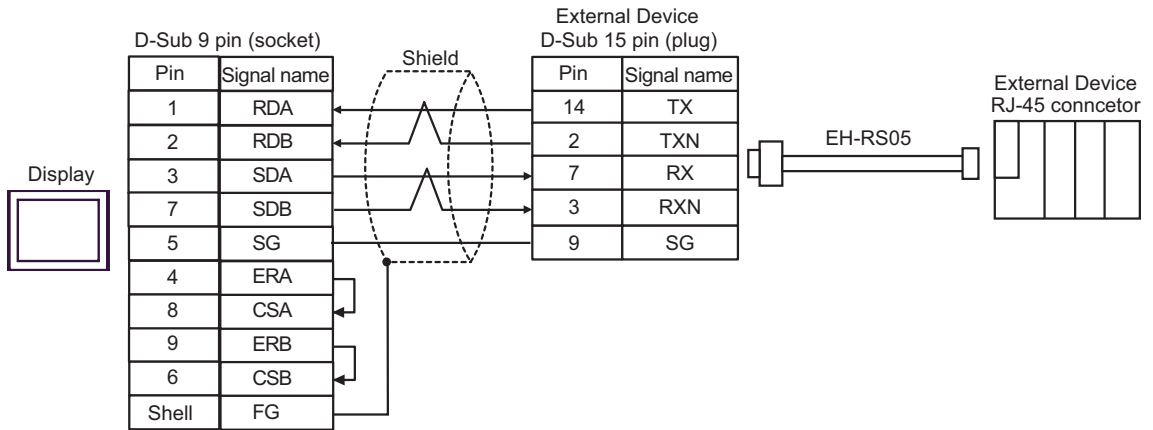 External Device
D-Sub 9 pin (socket)
D-Sub 15 pin (plug)
Shield
Pin Signal name
Pin Signal name
External Device
RJ-45 conncetor
1 RDA
14 TX
2 RDB
2 TXN
EH-RS05
3 SDA
7 RX
Display
7 SDB
3 RXN
5 SG
9 SG
4 ERA
8 CSA
9 ERB
6 CSB
Shell FG